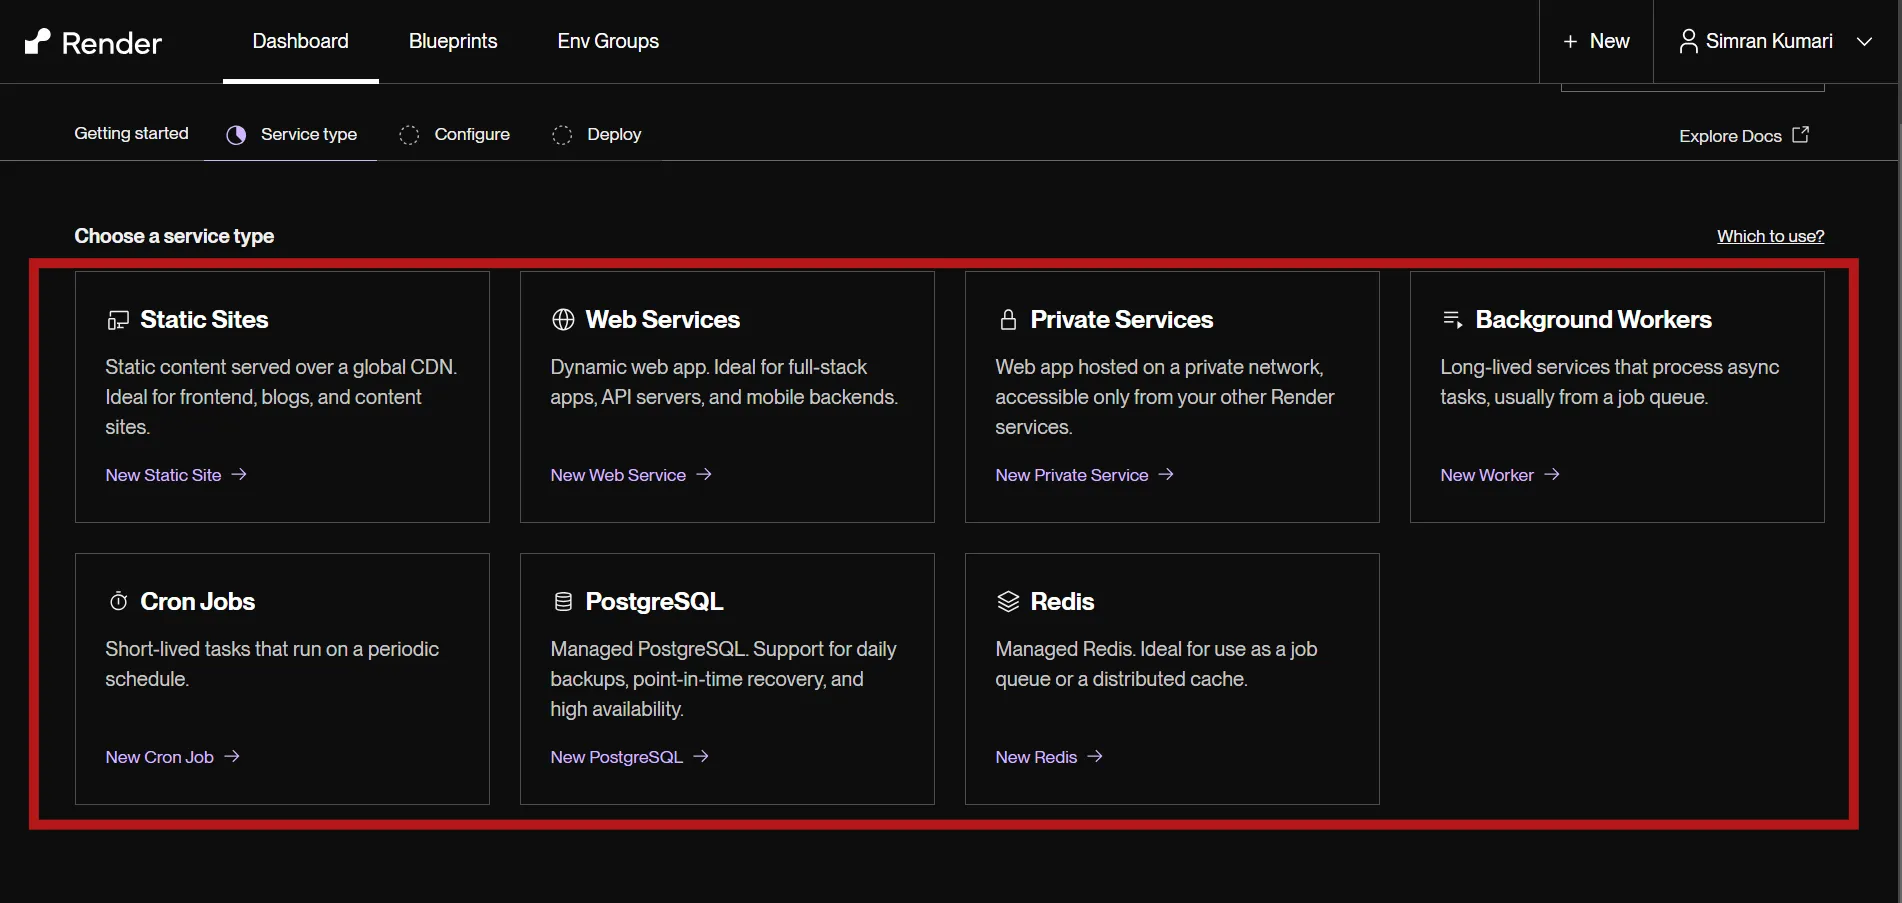 Render
Dashboard
Blueprints
Env Groups
+ New
Simran Kumari
Getting started
Service type
Configure
Deploy
Explore Docs
Choose a service type
Which to use?
Static Sites
Static content served over a global CDN.
Ideal for frontend, blogs, and content
sites.
New Static Site →
Web Services
Dynamic web app. Ideal for full-stack
apps, API servers, and mobile backends.
New Web Service →
Private Services
Web app hosted on a private network,
accessible only from your other Render
services.
New Private Service →
Background Workers
Long-lived services that process async
tasks, usually from a job queue.
New Worker →
Cron Jobs
Short-lived tasks that run on a periodic
schedule.
New Cron Job →
PostgreSQL
Managed PostgreSQL. Support for daily
backups, point-in-time recovery, and
high availability.
New PostgreSQL →
Redis
Managed Redis. Ideal for use as a job
queue or a distributed cache.
New Redis →